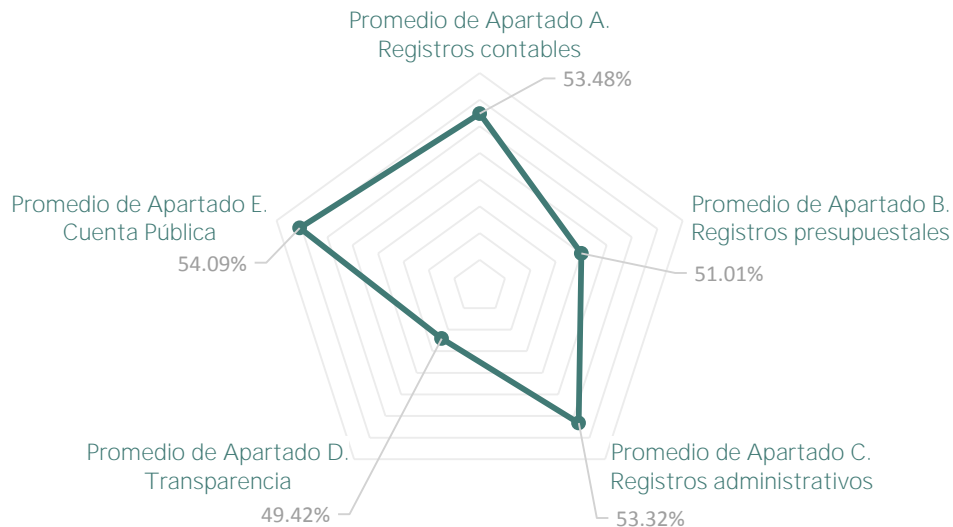 Promedio de Apartado A.
Registros contables
53.48%
Promedio de Apartado B.
Registros presupuestales
51.01%
Promedio de Apartado C.
Registros administrativos
53.32%
Promedio de Apartado D.
Transparencia
49.42%
Promedio de Apartado E.
Cuenta Pública
54.09%